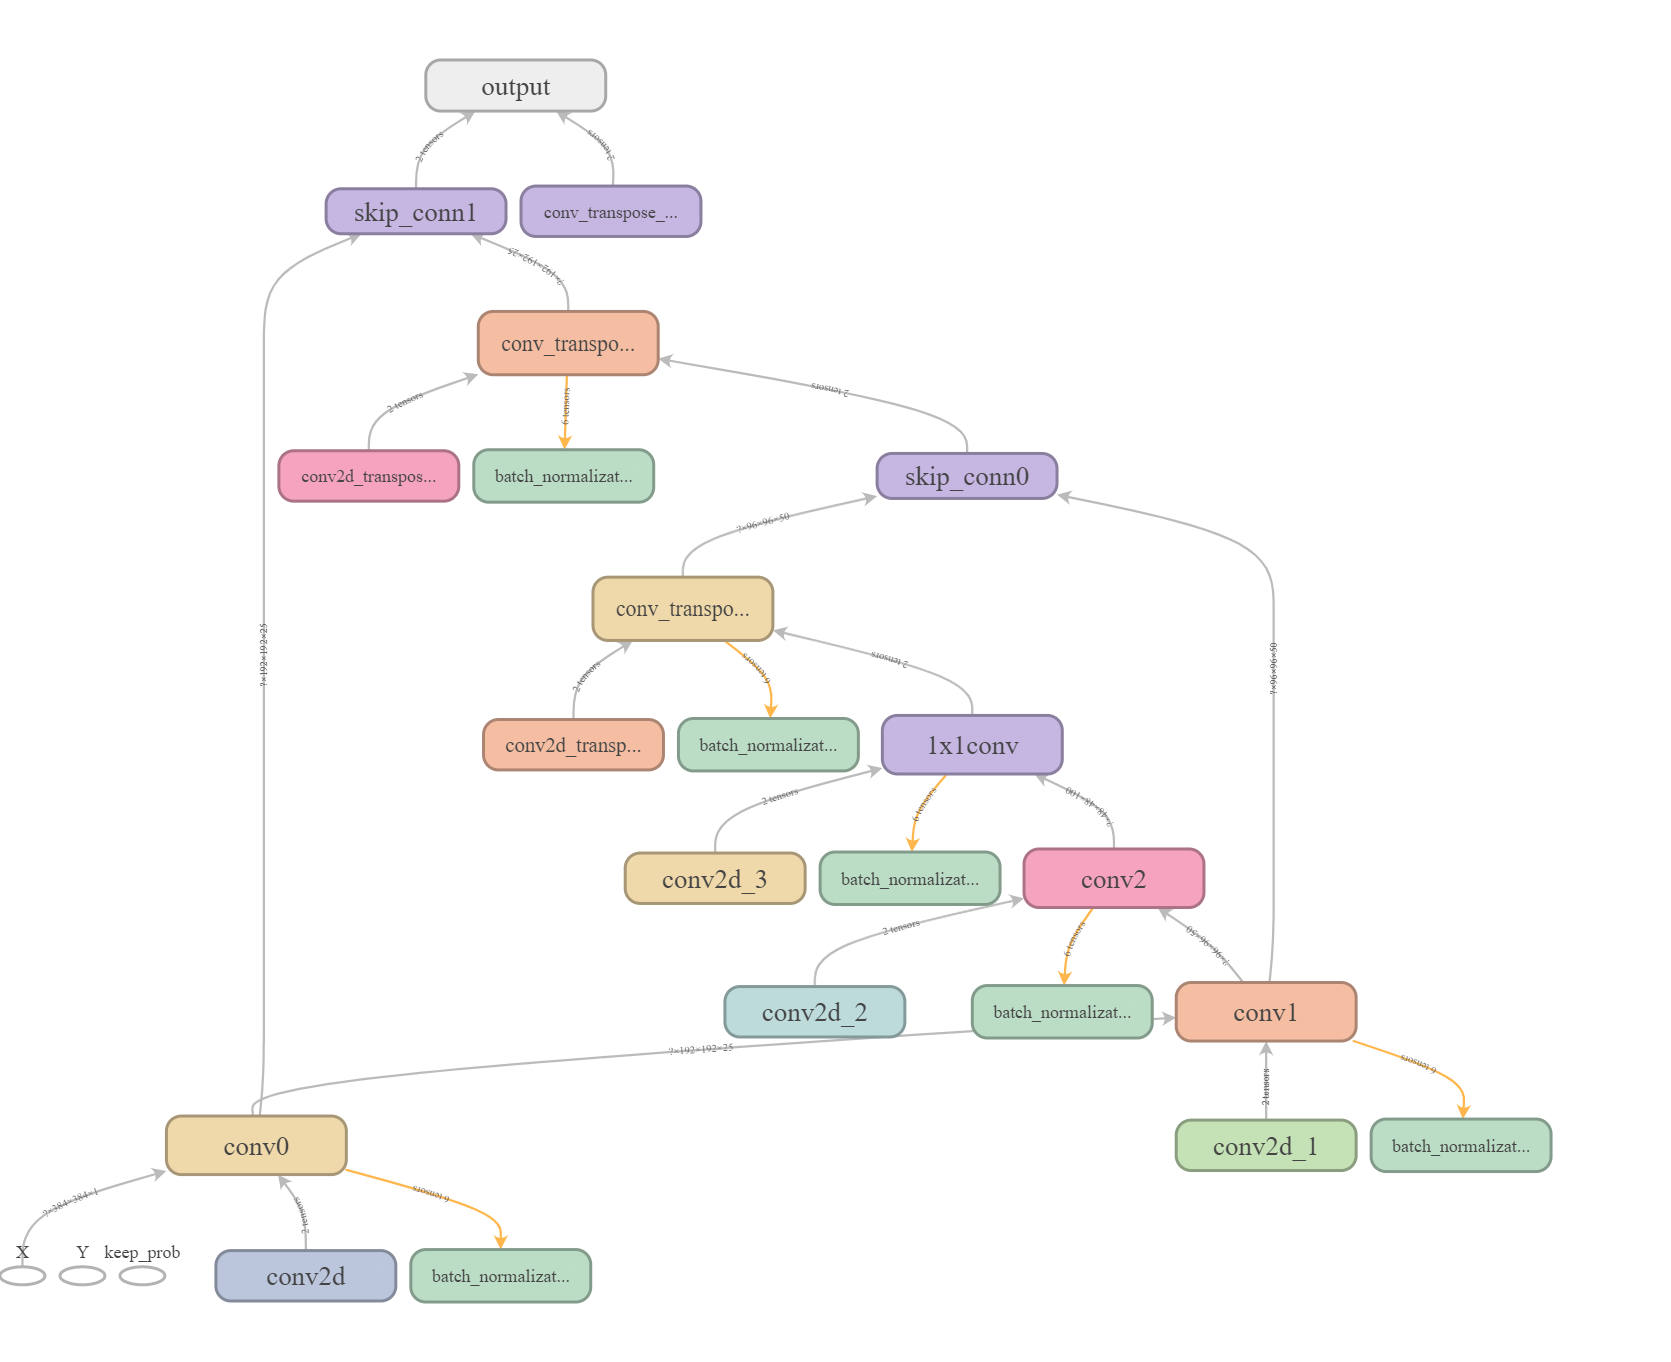 output
2 tensors
2 tensors
skip_conn1
conv_transpose_...
?×192×192×25
conv_transpo...
2 tensors
6 tensors
2 tensors
conv2d_transpos...
batch_normalizat...
skip_conn0
?×96×96×50
conv_transpo...
?×192×192×25
?×96×96×50
2 tensors
6 tensors
2 tensors
conv2d_transp...
batch_normalizat...
1x1conv
2 tensors
6 tensors
?×48×48×100
conv2d_3
batch_normalizat...
conv2
2 tensors
6 tensors
?×96×96×50
conv2d_2
batch_normalizat...
conv1
?×192×192×25
2 tensors
6 tensors
conv0
conv2d_1
batch_normalizat...
?×384×384×1
2 tensors
6 tensors
X
Y
keep_prob
conv2d
batch_normalizat...